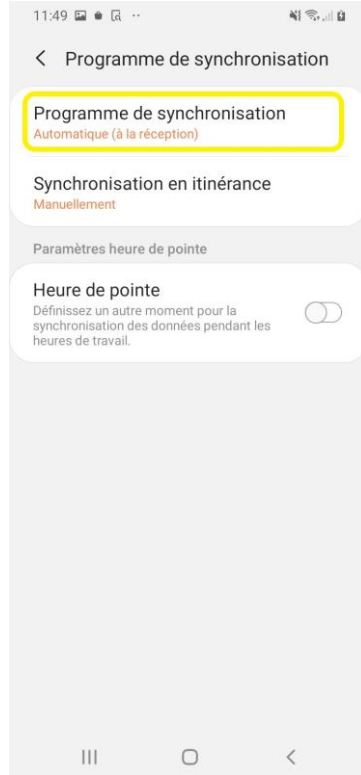 11:49
Programme de synchronisation
Programme de synchronisation
Automatique (à la réception)
Synchronisation en itinérance
Manuellement
Paramètres heure de pointe
Heure de pointe
Définissez un autre moment pour la
synchronisation des données pendant les
heures de travail.